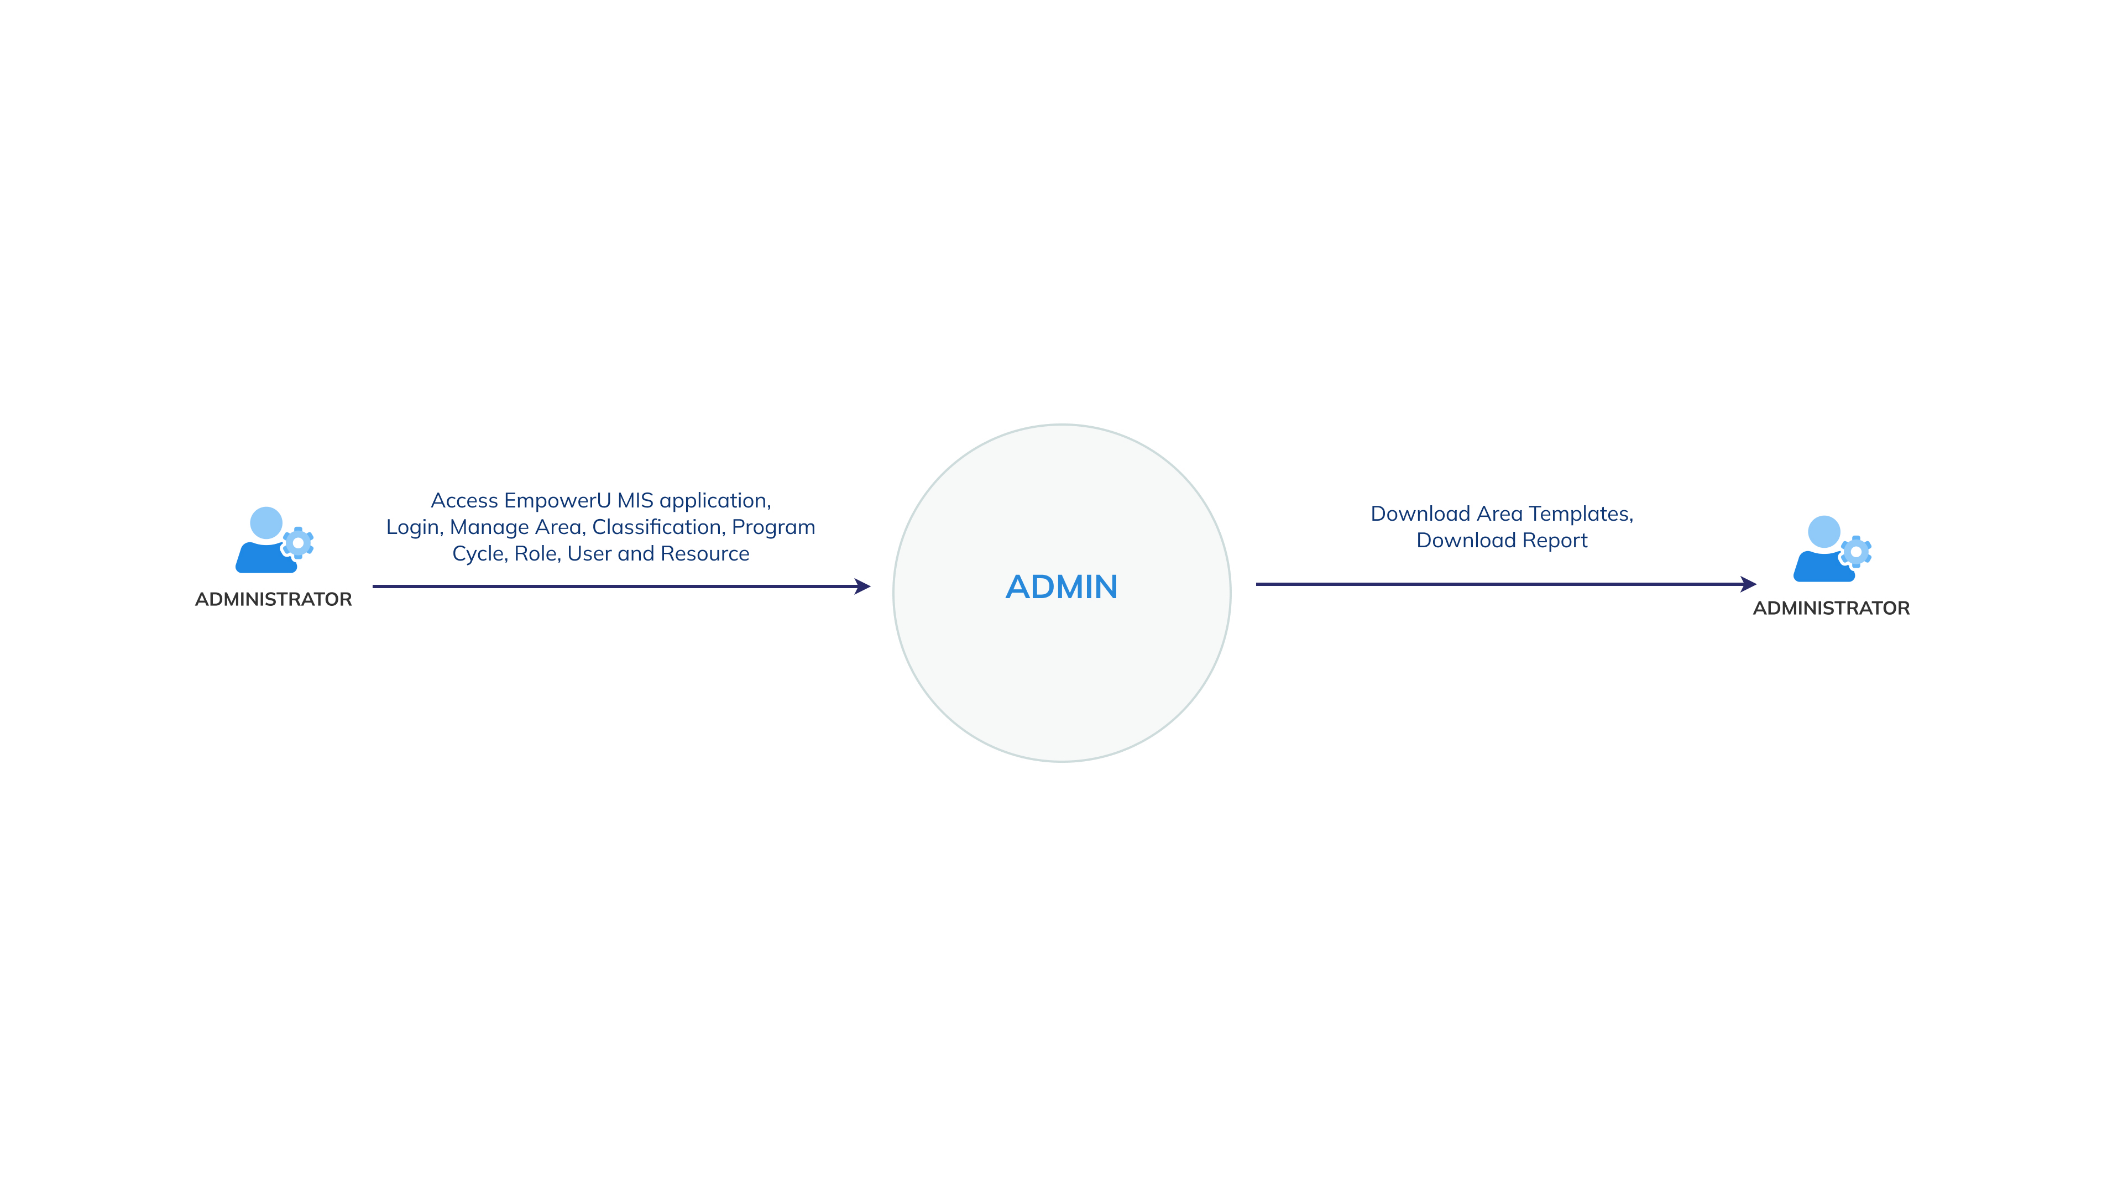 Access EmpowerU MIS application,
Login, Manage Area, Classification, Program
Cycle, Role, User and Resource
ADMINISTRATOR
ADMIN
Download Area Templates,
Download Report
ADMINISTRATOR